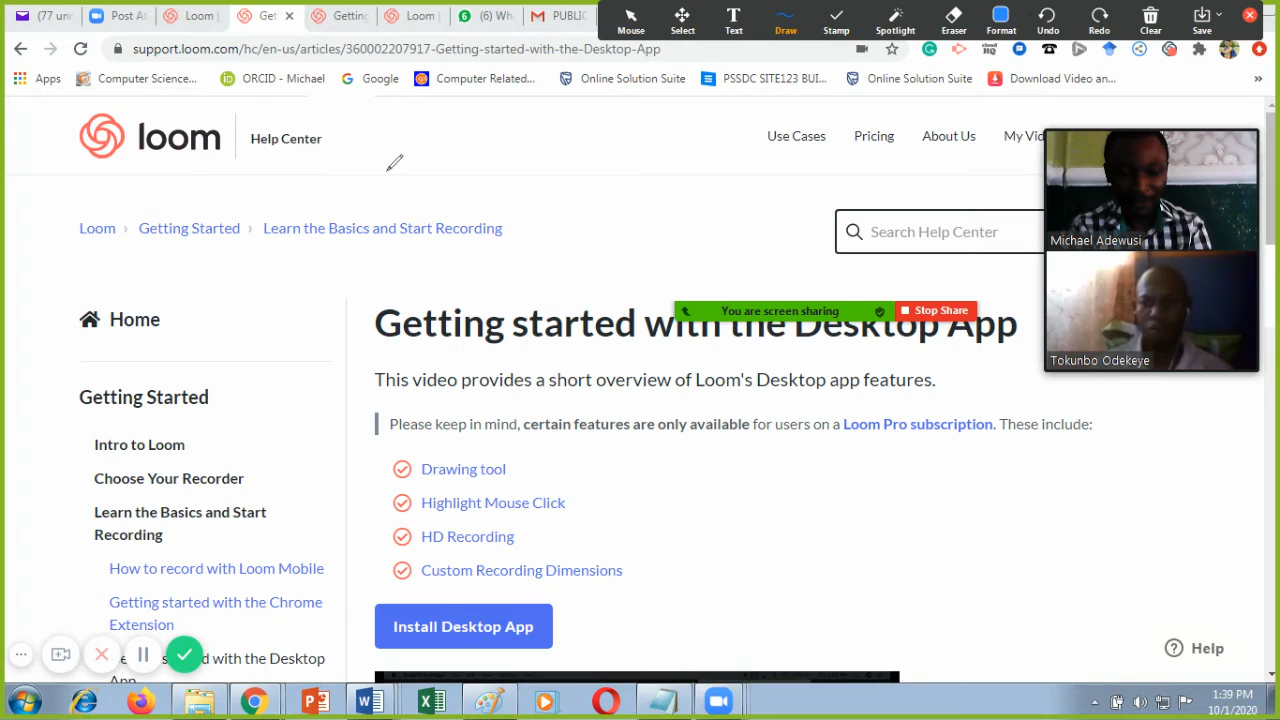 (77 unr
Post At
Loom |
Get
Getting
Loom |
(6) Wh
PUBLIC
Mouse
Select
Text
Draw
Stamp
Spotlight
Eraser
Format
Undo
Redo
Clear
Save
support.loom.com/hc/en-us/articles/360002207917-Getting-started-with-the-Desktop-App
Apps
Computer Science...
ORCID - Michael
Google
Computer Related...
Online Solution Suite
PSSDC SITE123 BUI...
Online Solution Suite
Download Video an...
»
loom
Help Center
Use Cases
Pricing
About Us
My Vid
Michael Adewusi
Tokunbo Odekeye
Loom › Getting Started › Learn the Basics and Start Recording
Search Help Center
Home
You are screen sharing
Stop Share
Getting started with the Desktop App
This video provides a short overview of Loom's Desktop app features.
Please keep in mind, certain features are only available for users on a Loom Pro subscription. These include:
Drawing tool
Highlight Mouse Click
HD Recording
Custom Recording Dimensions
Install Desktop App
Getting Started
Intro to Loom
Choose Your Recorder
Learn the Basics and Start
Recording
How to record with Loom Mobile
Getting started with the Chrome
Extension
with the Desktop
App
Help
1:39 PM
10/1/2020